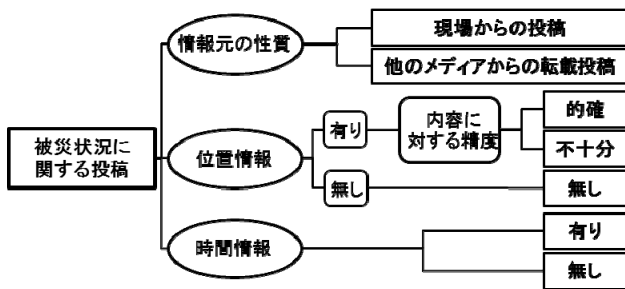 被災状況に
関する投稿
情報元の性質
現場からの投稿
他のメディアからの転載投稿
位置情報
有り
内容に
対する精度
的確
不十分
無し
無し
時間情報
有り
無し